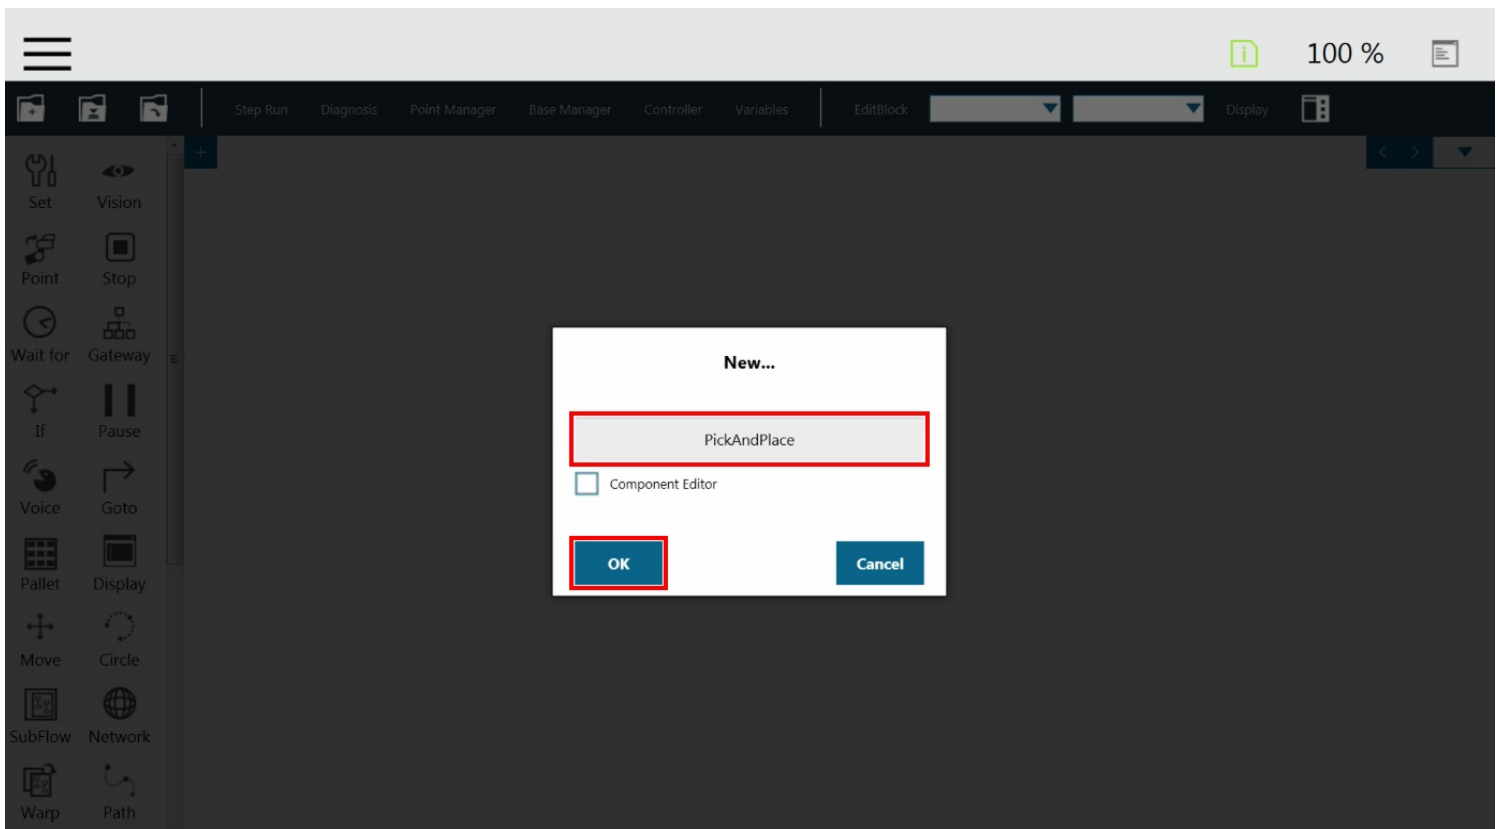 100 %
Step Run Diagnosis Point Manager Base Manager Controller Variables EditBlock Display
Set Vision
Point Stop
Wait for Gateway
If Pause
Voice Goto
Pallet Display
Move Circle
SubFlow Network
Warp Path
New...
PickAndPlace
Component Editor
OK Cancel